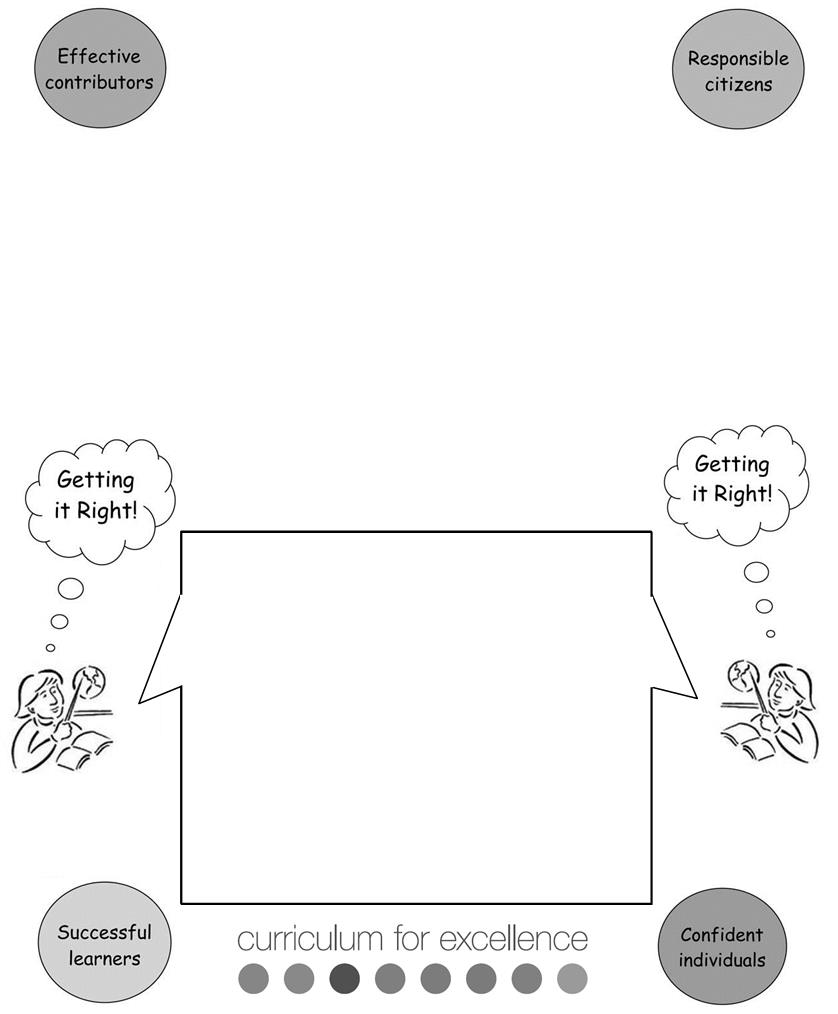 Effective
contributors
Responsible
citizens
Getting
it Right!
Getting
it Right!
Successful
learners
curriculum for excellence
Confident
individuals